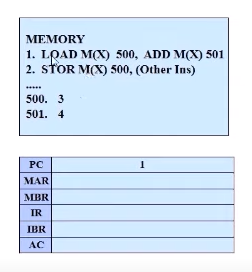 MEMORY
1. LOAD M(X) 500, ADD M(X) 501
2. STOR M(X) 500, (Other Ins)
.....
500. 3
501. 4
PC 1
MAR
MBR
IR
IBR
AC